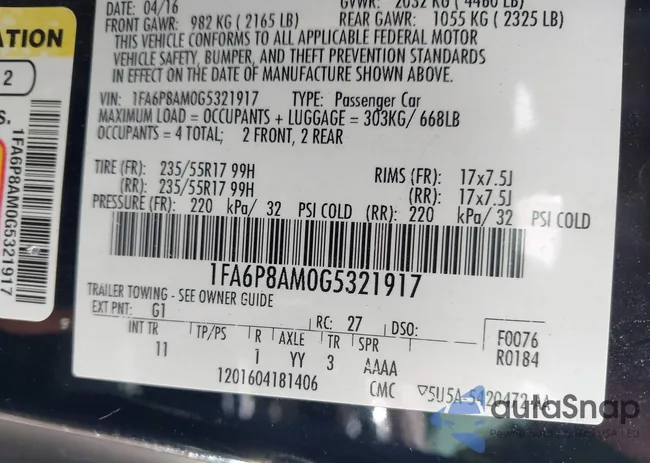 DATE: 04/16
GVWR: 2032 KG ( 4480 LB)
FRONT GAWR: 982 KG ( 2165 LB)
REAR GAWR: 1055 KG ( 2325 LB)
THIS VEHICLE CONFORMS TO ALL APPLICABLE FEDERAL MOTOR
VEHICLE SAFETY, BUMPER, AND THEFT PREVENTION STANDARDS
IN EFFECT ON THE DATE OF MANUFACTURE SHOWN ABOVE.
VIN: 1FA6P8AM0G5321917 TYPE: Passenger Car
MAXIMUM LOAD = OCCUPANTS + LUGGAGE = 303KG/ 668LB
OCCUPANTS = 4 TOTAL; 2 FRONT, 2 REAR
TIRE (FR): 235/55R17 99H RIMS (FR): 17x7.5J
(RR): 235/55R17 99H (RR): 17x7.5J
PRESSURE (FR): 220 kPa/ 32 PSI COLD (RR): 220 kPa/ 32 PSI COLD
1FA6P8AM0G5321917
TRAILER TOWING - SEE OWNER GUIDE
EXT PNT: G1 RC: 27 DSO: F0076
INT TR TP/PS R AXLE TR SPR R0184
11 1 YY 3 AAAA
1201604181406 CMC
ATION
2
S.
1FA6P8AM0G5321917
autoSnap